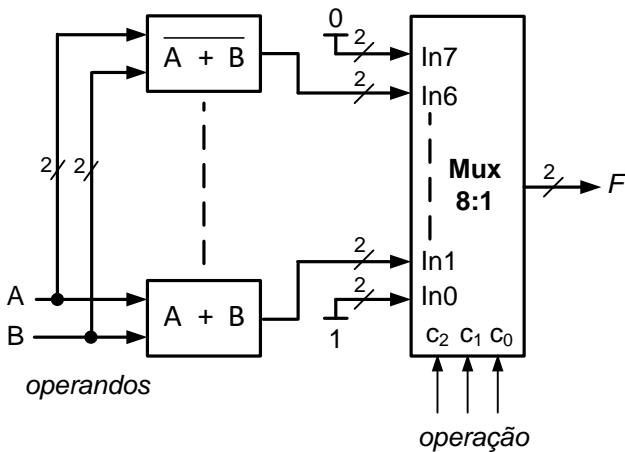 0
2
A + B
2
In7
In6
2
2
Mux
8:1
2
F
2
In1
2
In0
A
A + B
B
1
c₂ c₁ c₀
operandos
operação